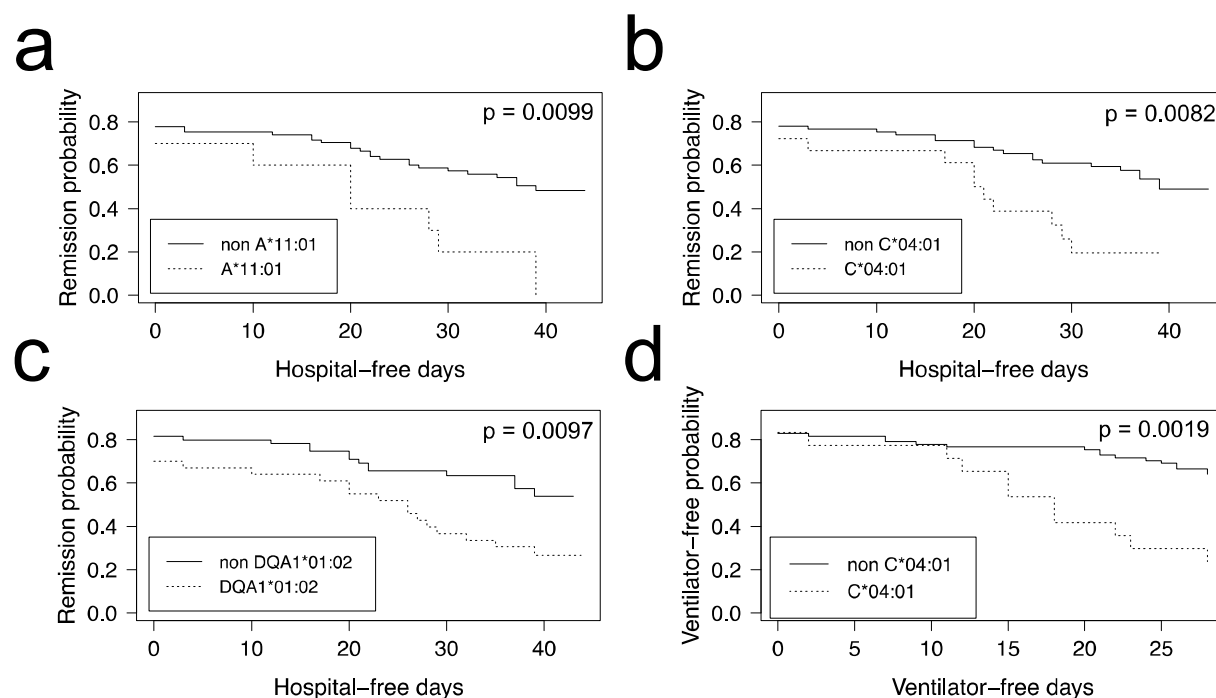 a
p = 0.0099
Remission probability
0.8
0.6
0.4
0.2
0.0
non A*11:01
A*11:01
0 10 20 30 40
Hospital–free days
b
p = 0.0082
Remission probability
0.8
0.6
0.4
0.2
0.0
non C*04:01
C*04:01
0 10 20 30 40
Hospital–free days
c
p = 0.0097
Remission probability
0.8
0.6
0.4
0.2
0.0
non DQA1*01:02
DQA1*01:02
0 10 20 30 40
Hospital–free days
d
p = 0.0019
Ventilator–free probability
0.8
0.6
0.4
0.2
0.0
non C*04:01
C*04:01
0 5 10 15 20 25
Ventilator–free days